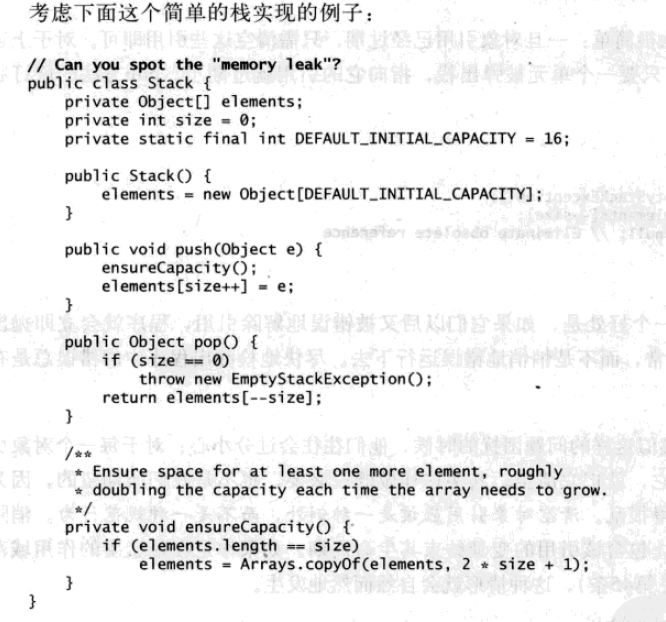 考虑下面这个简单的栈实现的例子：
// Can you spot the "memory leak"?
public class Stack {
    private Object[] elements;
    private int size = 0;
    private static final int DEFAULT_INITIAL_CAPACITY = 16;

    public Stack() {
        elements = new Object[DEFAULT_INITIAL_CAPACITY];
    }

    public void push(Object e) {
        ensureCapacity();
        elements[size++] = e;
    }

    public Object pop() {
        if (size == 0)
            throw new EmptyStackException();
        return elements[--size];
    }

    /**
     * Ensure space for at least one more element, roughly
     * doubling the capacity each time the array needs to grow.
     */
    private void ensureCapacity() {
        if (elements.length == size)
            elements = Arrays.copyOf(elements, 2 * size + 1);
    }
}